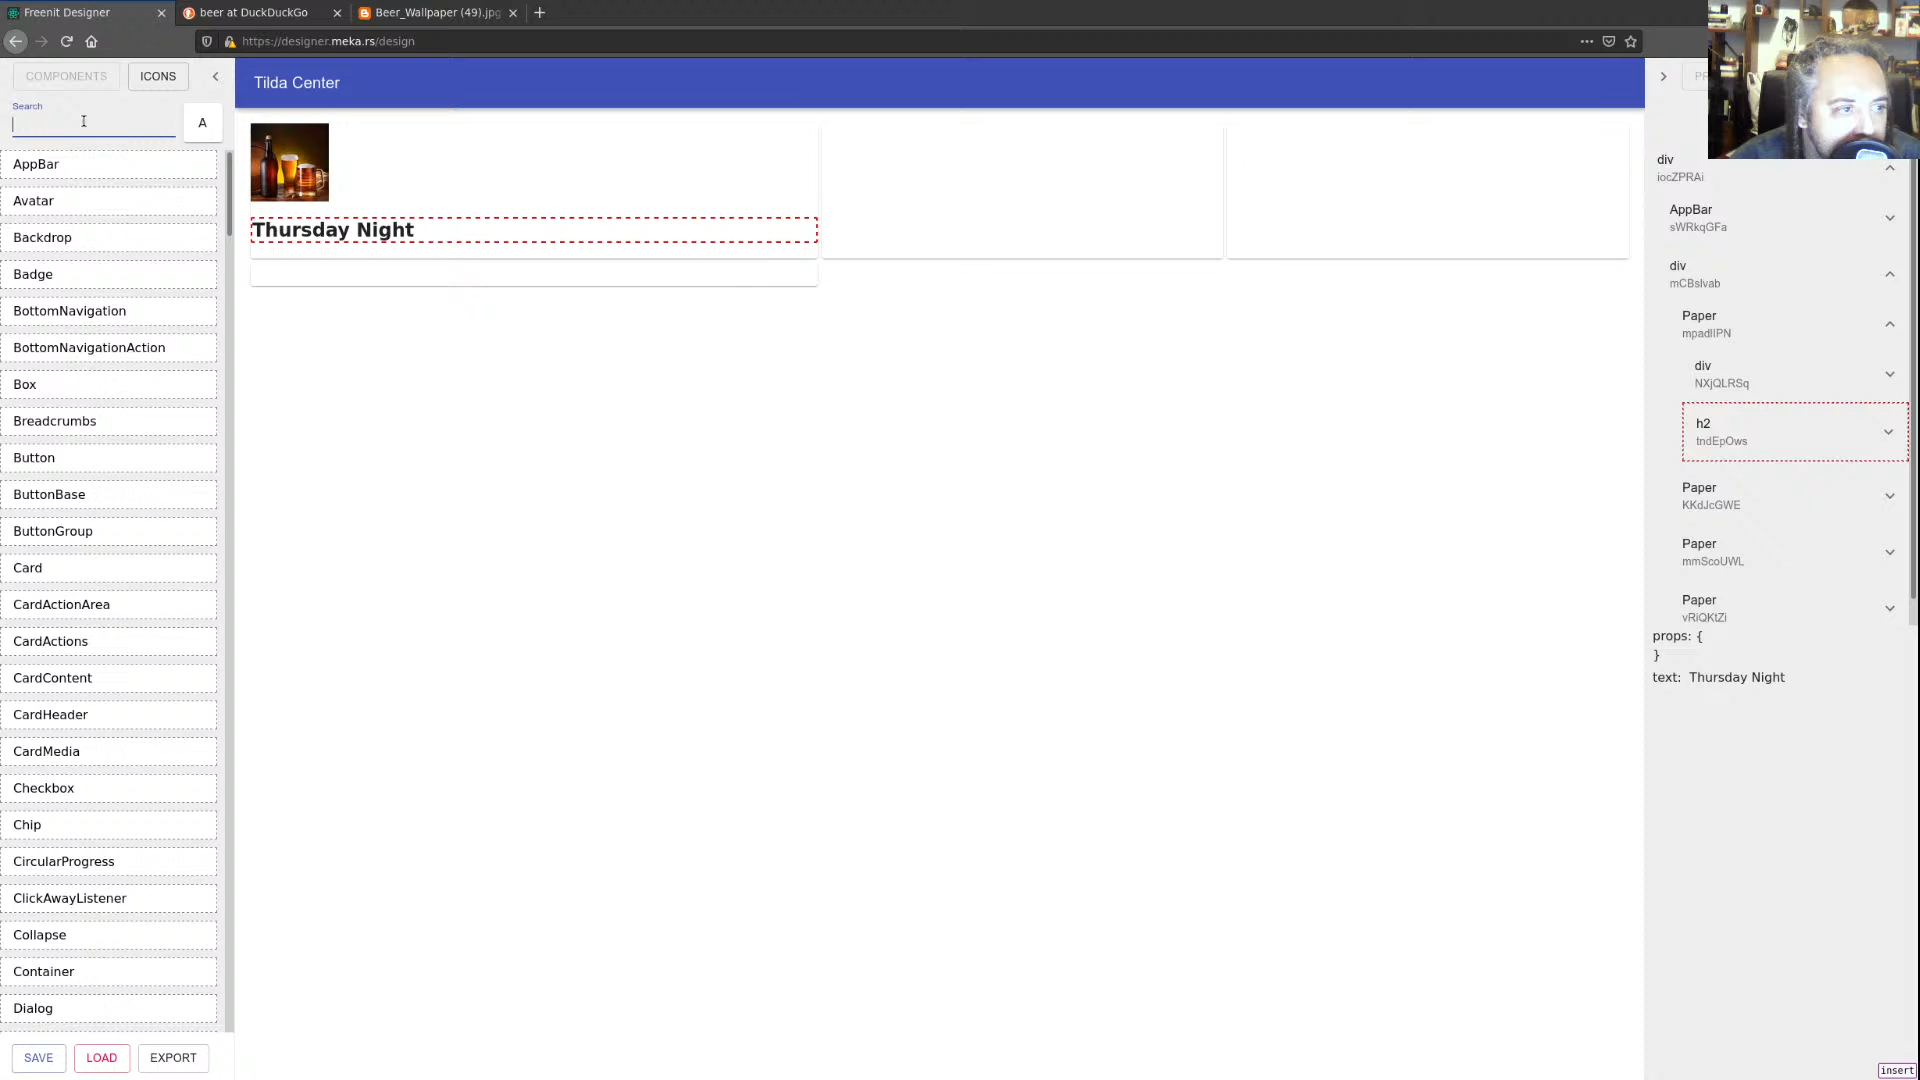 Freenit Designer
beer at DuckDuckGo
Beer_Wallpaper (49).jpg
https://designer.meka.rs/design
COMPONENTS
ICONS
Search
A
AppBar
Avatar
Backdrop
Badge
BottomNavigation
BottomNavigationAction
Box
Breadcrumbs
Button
ButtonBase
ButtonGroup
Card
CardActionArea
CardActions
CardContent
CardHeader
CardMedia
Checkbox
Chip
CircularProgress
ClickAwayListener
Collapse
Container
Dialog
SAVE
LOAD
EXPORT
Tilda Center
Thursday Night
div
iocZPRAi
AppBar
sWRkqGFa
div
mCBslvab
Paper
mpadlIPN
div
NXjQLRSq
h2
tndEpOws
Paper
KKdJcGWE
Paper
mmScoUWL
Paper
vRiQKtZi
props: {
}
text: Thursday Night
insert